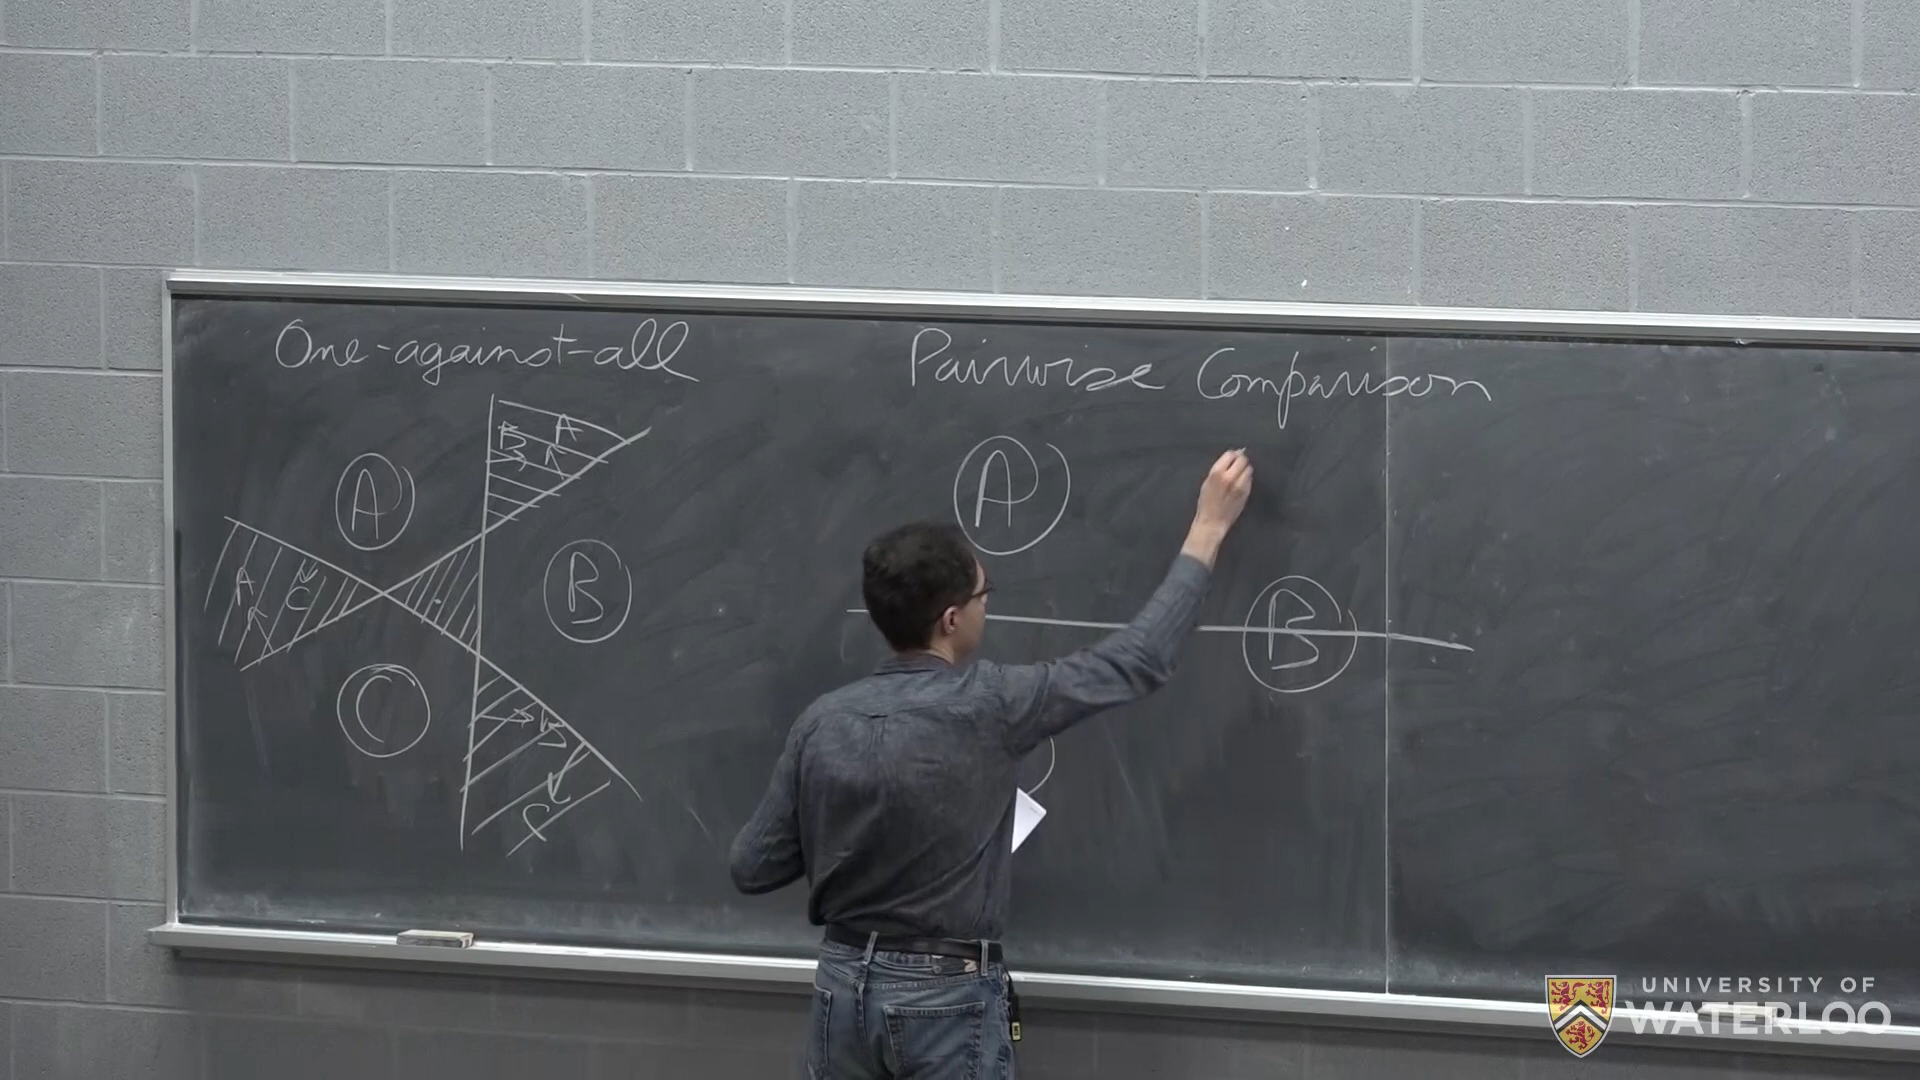 One-against-all
Pairwise Comparison
A
B
C
B A
A C
B
C
A
B
UNIVERSITY OF
WATERLOO